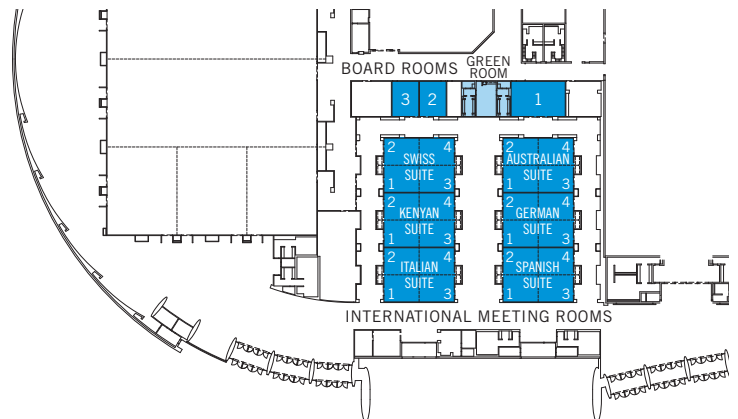 BOARD ROOMS
GREEN
ROOM
3 2 1
2 4 2 4
SWISS AUSTRALIAN
SUITE SUITE
1 3 1 3
2 4 2 4
KENYAN GERMAN
SUITE SUITE
1 3 1 3
2 4 2 4
ITALIAN SPANISH
SUITE SUITE
1 3 1 3
INTERNATIONAL MEETING ROOMS